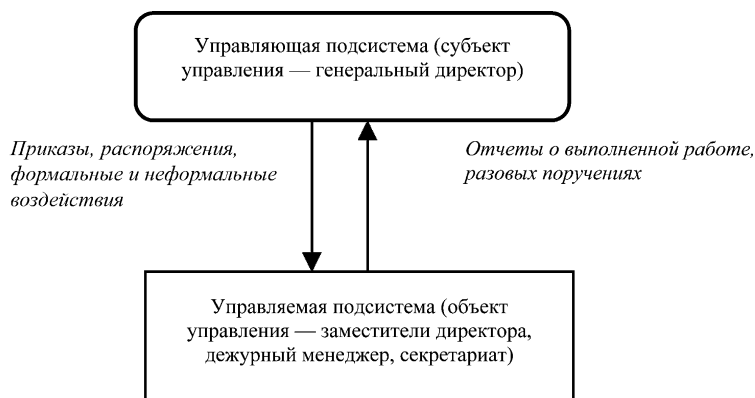 Управляющая подсистема (субъект
управления — генеральный директор)
Приказы, распоряжения,
формальные и неформальные
воздействия
Отчеты о выполненной работе,
разовых поручениях
Управляемая подсистема (объект
управления — заместители директора,
дежурный менеджер, секретариат)